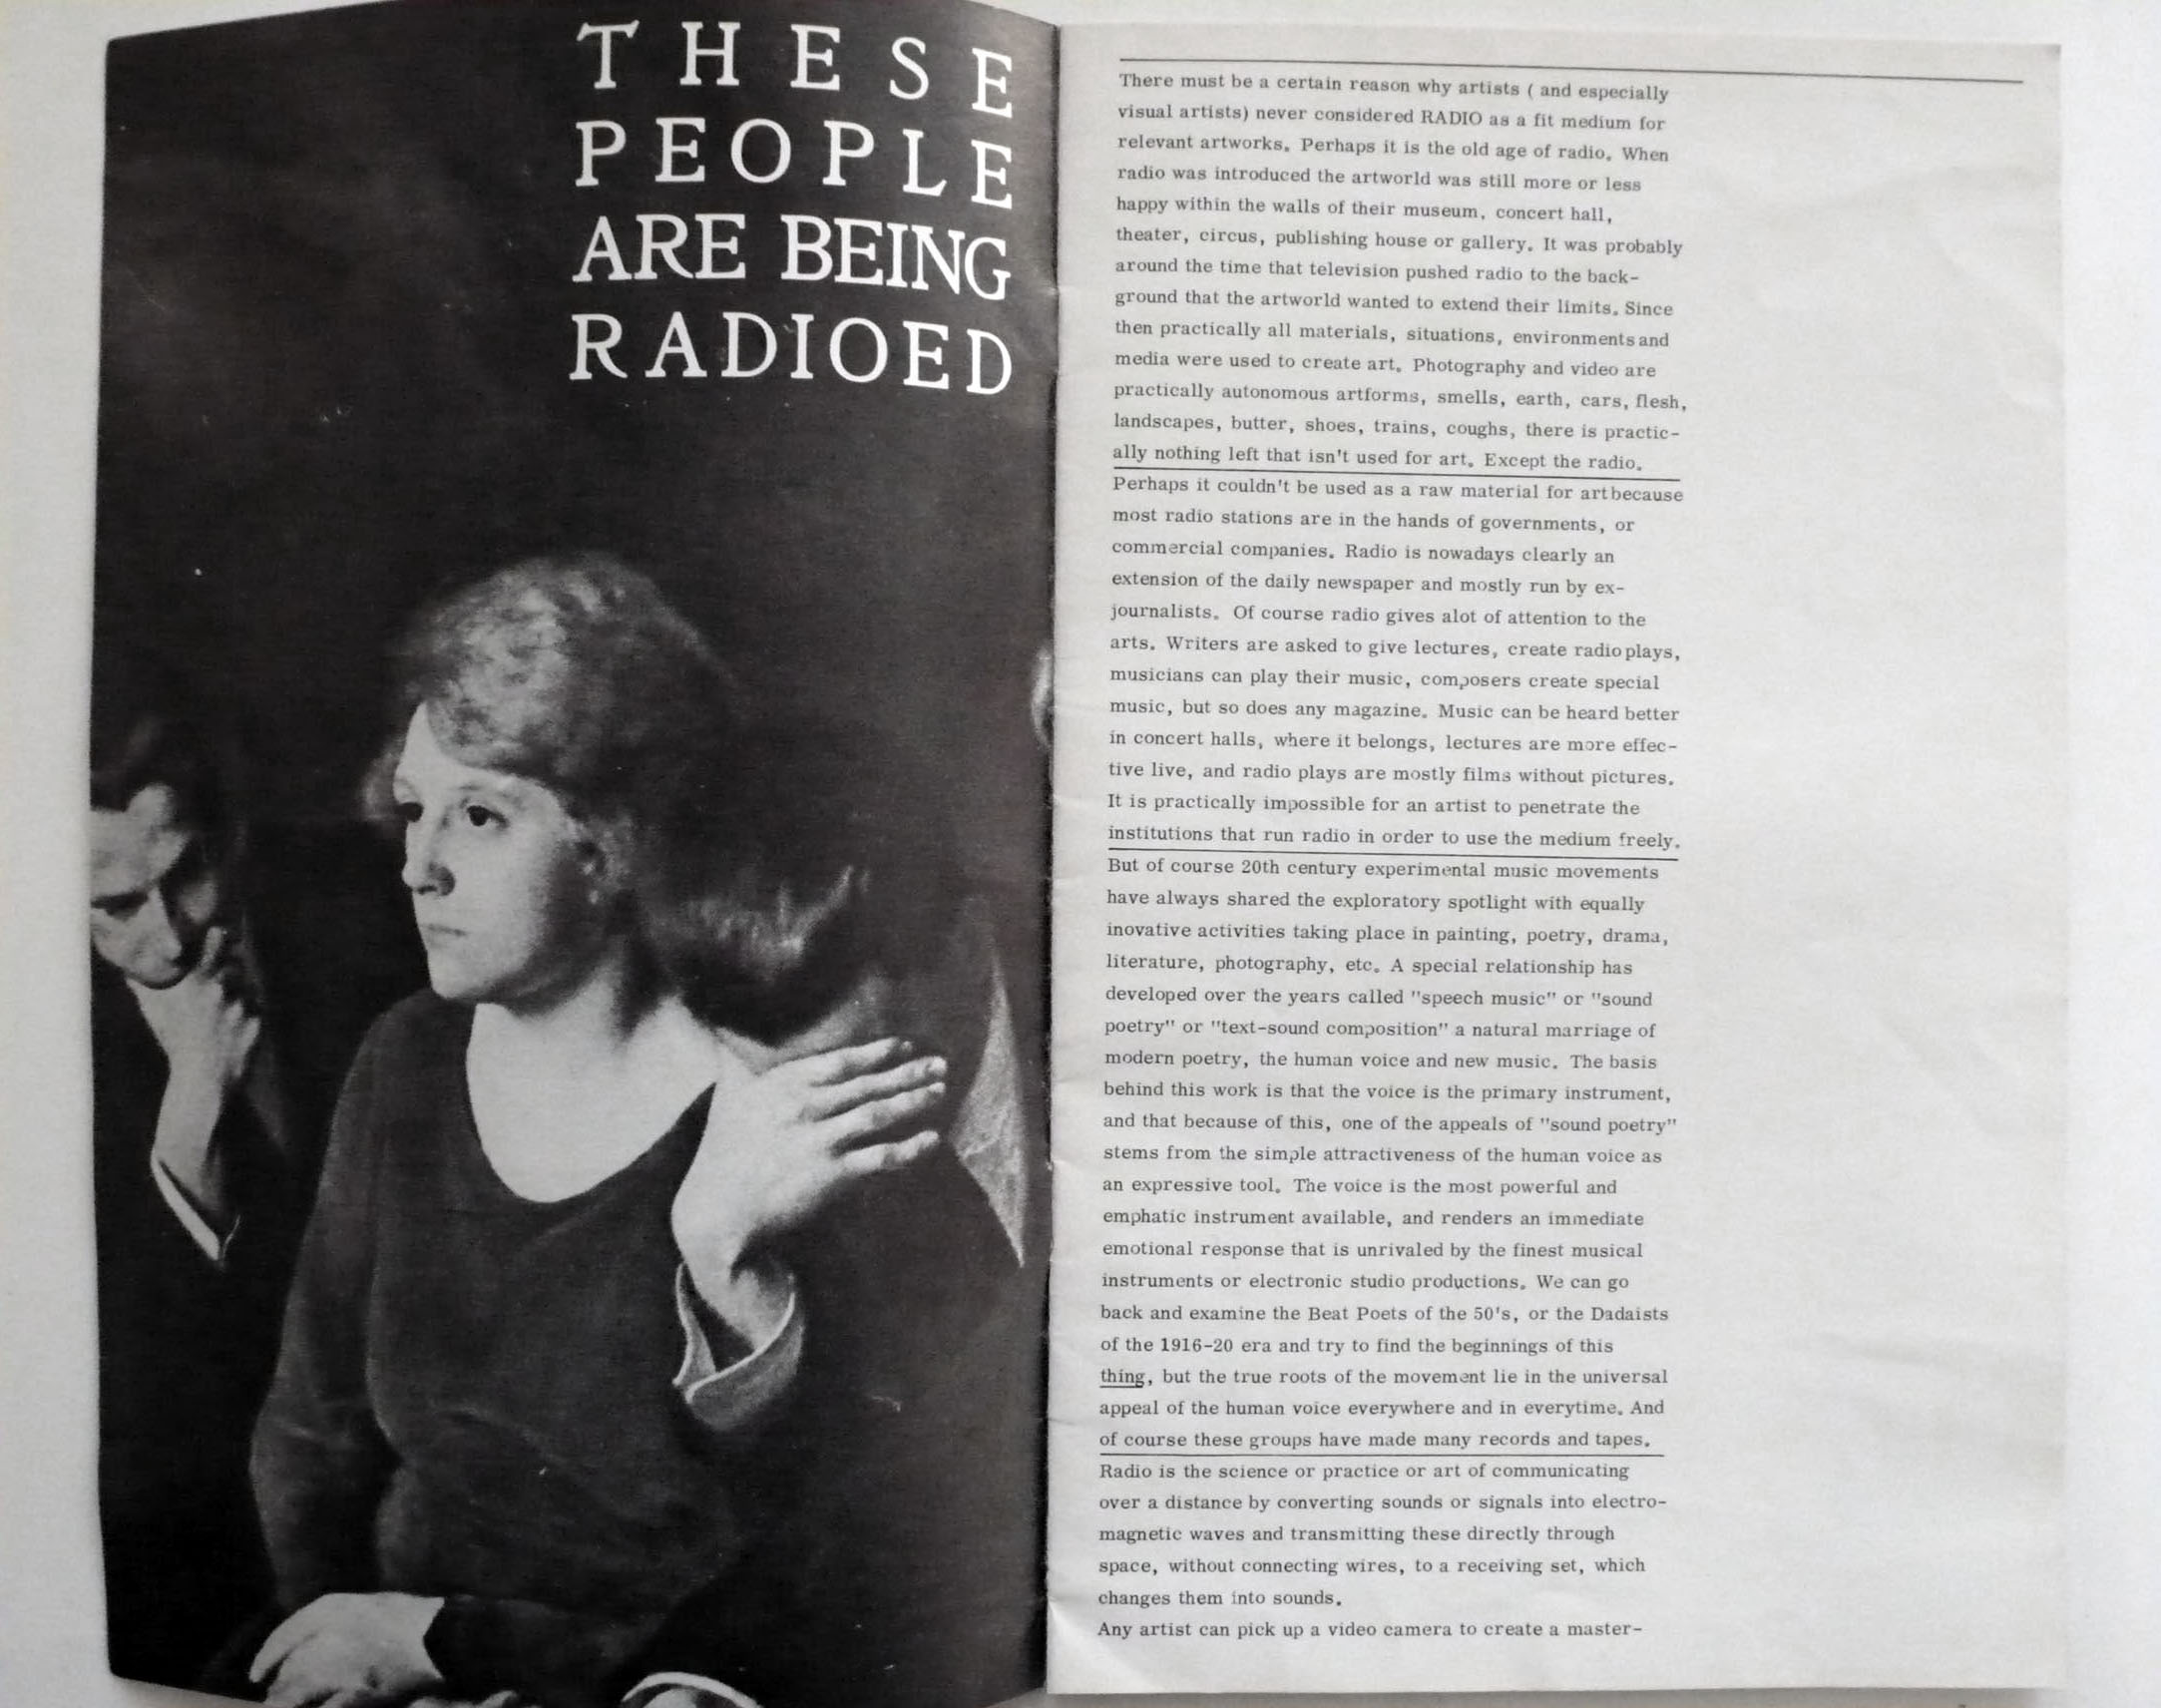 THESE
PEOPLE
ARE BEING
RADIOED
There must be a certain reason why artists ( and especially
visual artists) never considered RADIO as a fit medium for
relevant artworks. Perhaps it is the old age of radio. When
radio was introduced the artworld was still more or less
happy within the walls of their museum, concert hall,
theater, circus, publishing house or gallery. It was probably
around the time that television pushed radio to the back-
ground that the artworld wanted to extend their limits. Since
then practically all materials, situations, environments and
media were used to create art. Photography and video are
practically autonomous artforms, smells, earth, cars, flesh,
landscapes, butter, shoes, trains, coughs, there is practic-
ally nothing left that isn't used for art. Except the radio.
Perhaps it couldn't be used as a raw material for art because
most radio stations are in the hands of governments, or
commercial companies. Radio is nowadays clearly an
extension of the daily newspaper and mostly run by ex-
journalists. Of course radio gives alot of attention to the
arts. Writers are asked to give lectures, create radio plays,
musicians can play their music, composers create special
music, but so does any magazine. Music can be heard better
in concert halls, where it belongs, lectures are more effec-
tive live, and radio plays are mostly films without pictures.
It is practically impossible for an artist to penetrate the
institutions that run radio in order to use the medium freely.
But of course 20th century experimental music movements
have always shared the exploratory spotlight with equally
inovative activities taking place in painting, poetry, drama,
literature, photography, etc. A special relationship has
developed over the years called "speech music" or "sound
poetry" or "text-sound composition" a natural marriage of
modern poetry, the human voice and new music. The basis
behind this work is that the voice is the primary instrument,
and that because of this, one of the appeals of "sound poetry"
stems from the simple attractiveness of the human voice as
an expressive tool. The voice is the most powerful and
emphatic instrument available, and renders an immediate
emotional response that is unrivaled by the finest musical
instruments or electronic studio productions. We can go
back and examine the Beat Poets of the 50's, or the Dadaists
of the 1916-20 era and try to find the beginnings of this
thing, but the true roots of the movement lie in the universal
appeal of the human voice everywhere and in everytime. And
of course these groups have made many records and tapes.
Radio is the science or practice or art of communicating
over a distance by converting sounds or signals into electro-
magnetic waves and transmitting these directly through
space, without connecting wires, to a receiving set, which
changes them into sounds.
Any artist can pick up a video camera to create a master-